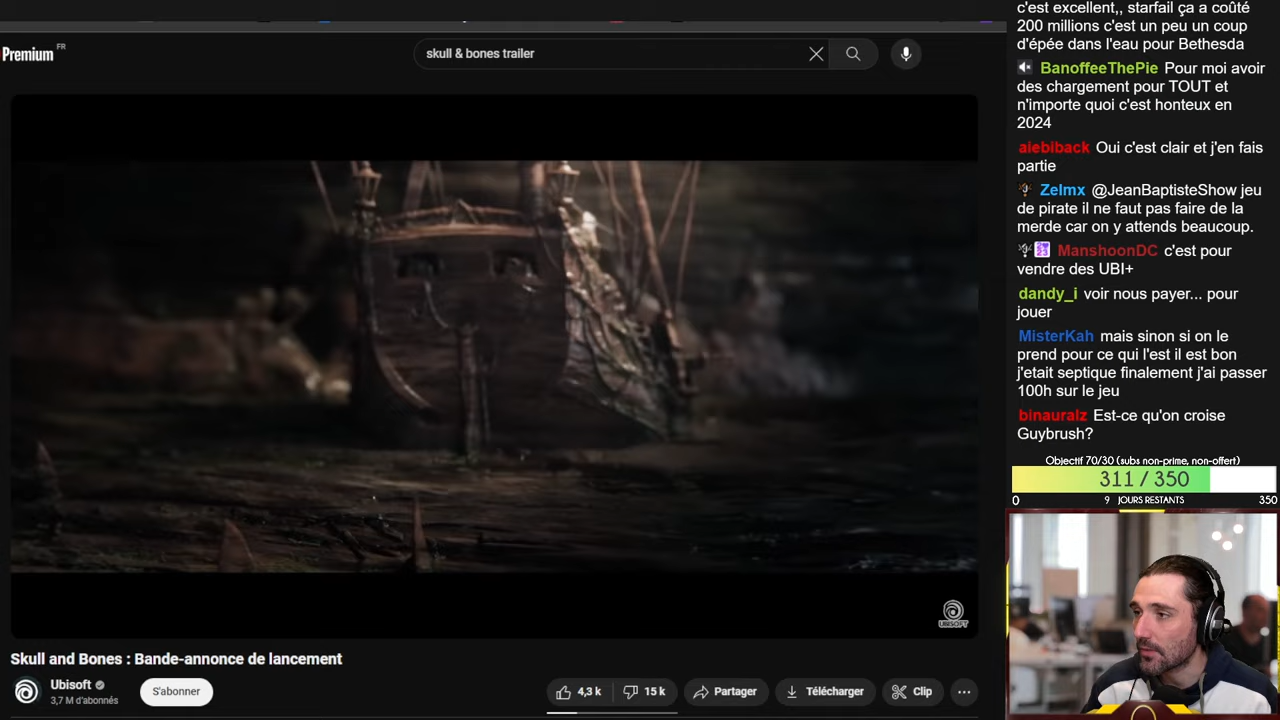 Premium FR
skull & bones trailer
UBISOFT
Skull and Bones : Bande-annonce de lancement
Ubisoft
3,7 M d'abonnés
S'abonner
4,3 k
15 k
Partager
Télécharger
Clip
c'est excellent,, starfail ça a coûté
200 millions c'est un peu un coup
d'épée dans l'eau pour Bethesda
BanoffeeThePie Pour moi avoir
des chargement pour TOUT et
n'importe quoi c'est honteux en
2024
aiebiback Oui c'est clair et j'en fais
partie
Zelmx @JeanBaptisteShow jeu
de pirate il ne faut pas faire de la
merde car on y attends beaucoup.
ManshoonDC c'est pour
vendre des UBI+
dandy_i voir nous payer... pour
jouer
MisterKah mais sinon si on le
prend pour ce qui l'est il est bon
j'etait septique finalement j'ai passer
100h sur le jeu
binauralz Est-ce qu'on croise
Guybrush?
Objectif 70/30 (subs non-prime, non-offert)
311 / 350
0 9 JOURS RESTANTS 350